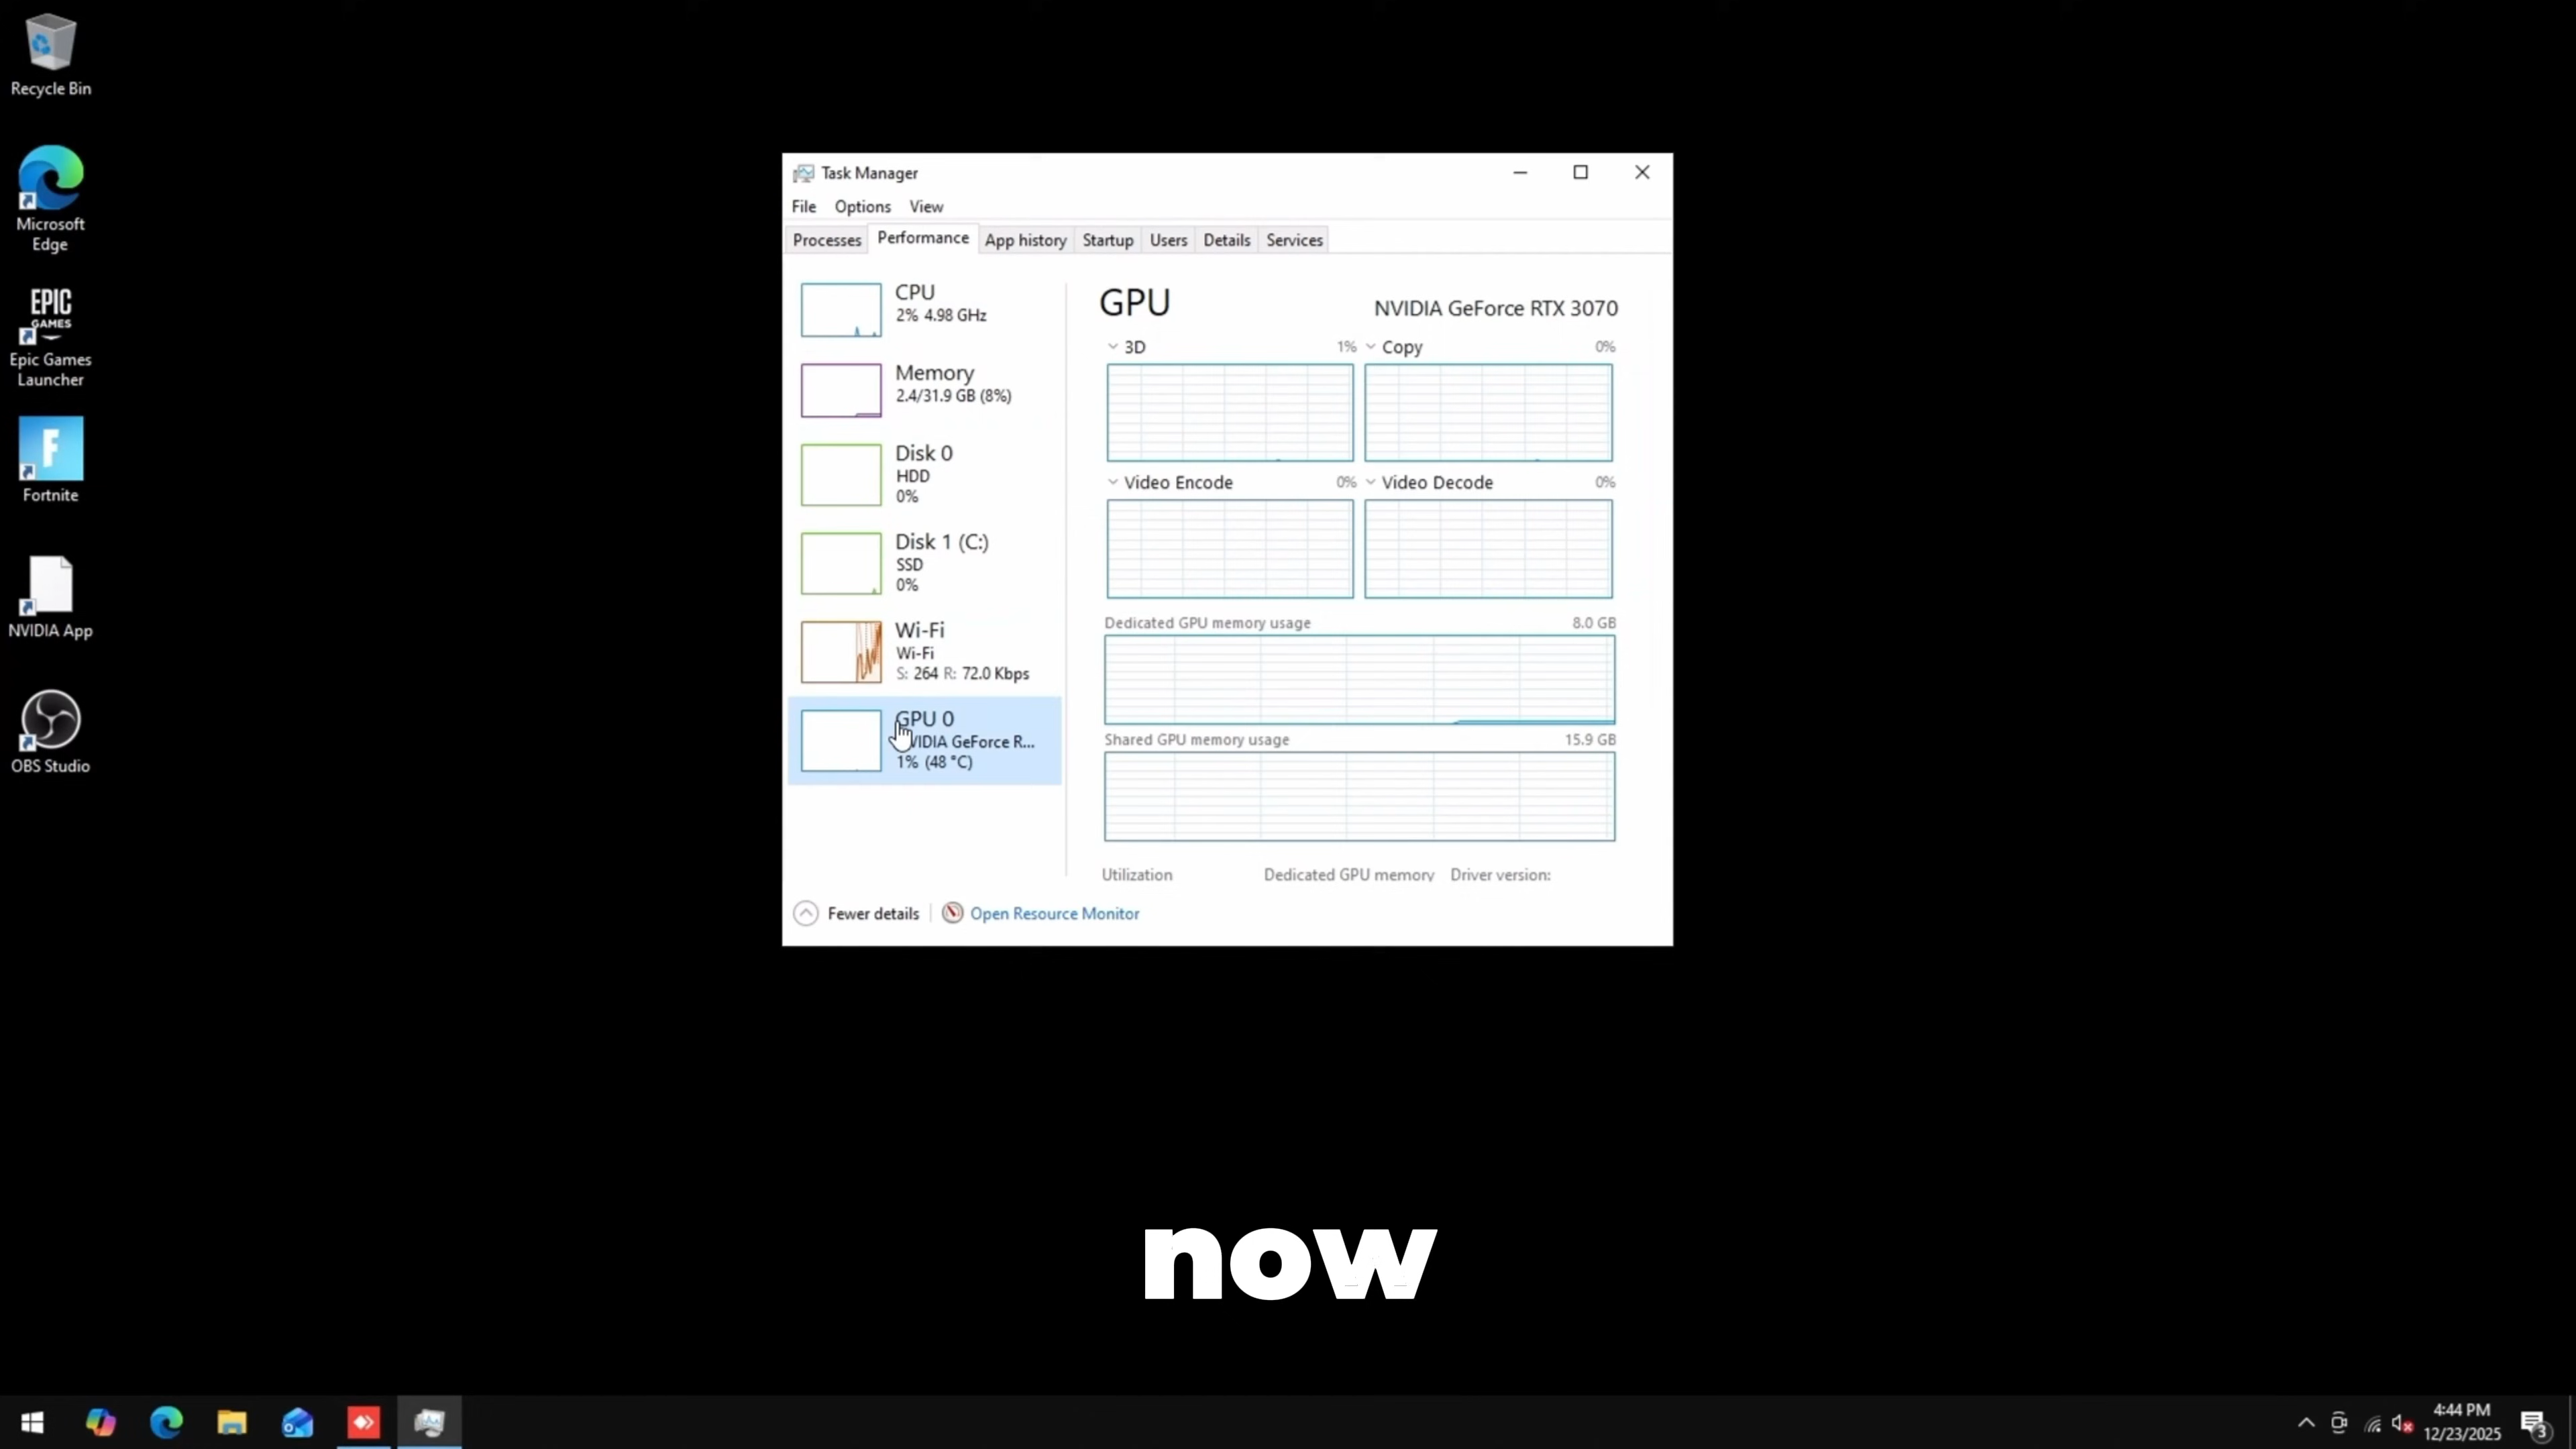 Recycle Bin
Microsoft
Edge
EPIC
GAMES
Epic Games
Launcher
F
Fortnite
NVIDIA App
OBS Studio
Task Manager
File Options View
Processes Performance App history Startup Users Details Services
CPU
2% 4.98 GHz
Memory
2.4/31.9 GB (8%)
Disk 0
HDD
0%
Disk 1 (C:)
SSD
0%
Wi-Fi
Wi-Fi
S: 264 R: 72.0 Kbps
GPU 0
VIDIA GeForce R...
1% (48 °C)
GPU NVIDIA GeForce RTX 3070
3D 1% Copy 0%
Video Encode 0% Video Decode 0%
Dedicated GPU memory usage 8.0 GB
Shared GPU memory usage 15.9 GB
Utilization Dedicated GPU memory Driver version:
Fewer details Open Resource Monitor
now
4:44 PM
12/23/2025
3